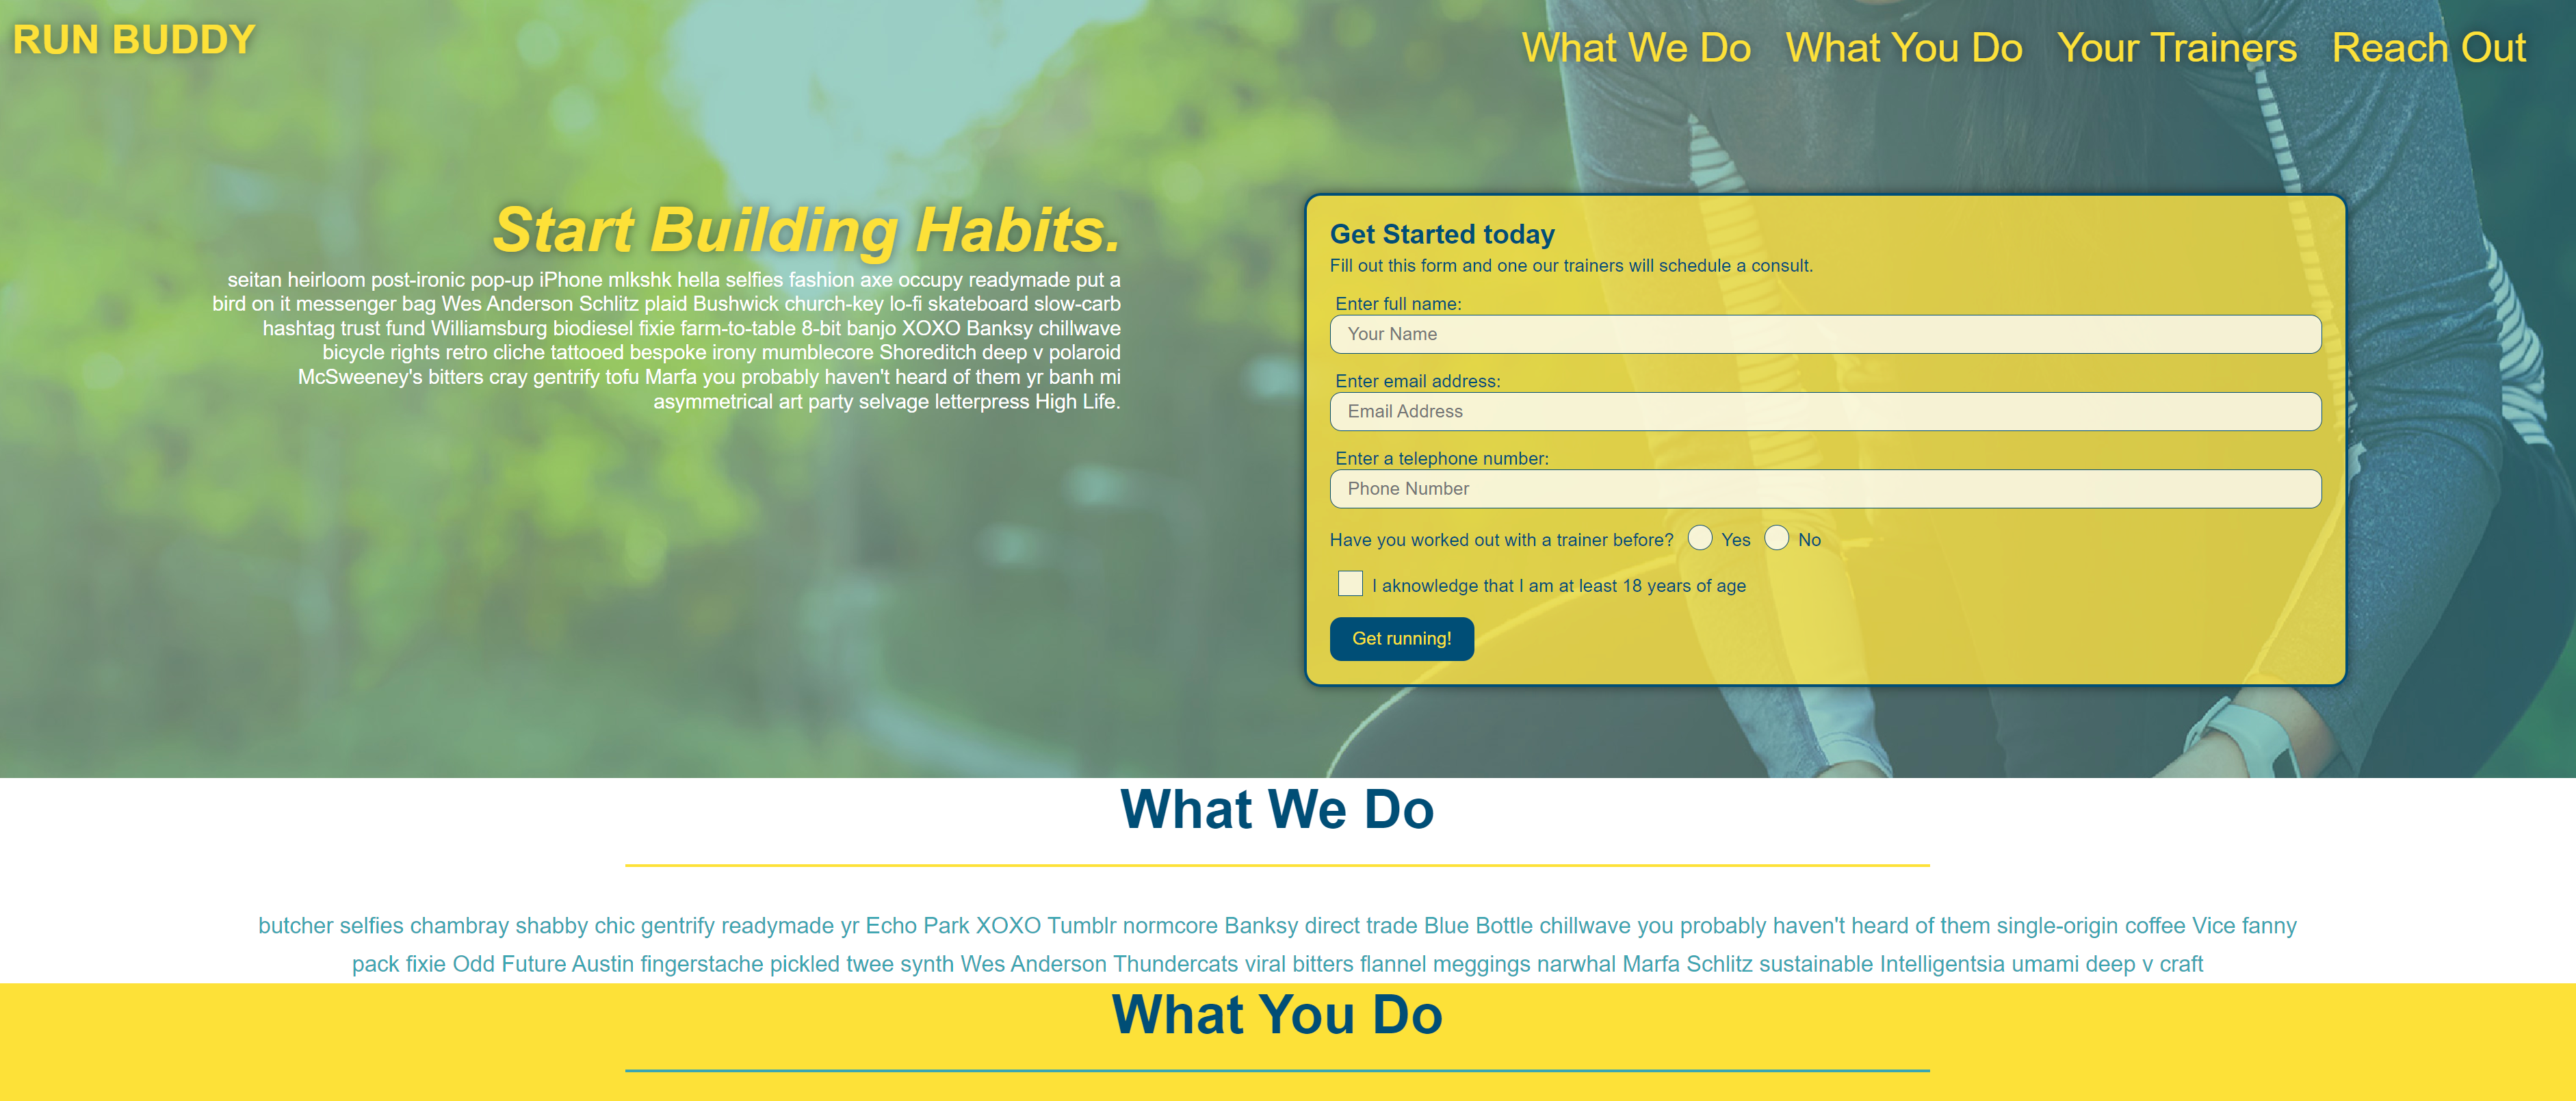 RUN BUDDY
What We Do What You Do Your Trainers Reach Out
Start Building Habits.
seitan heirloom post-ironic pop-up iPhone mlkshk hella selfies fashion axe occupy readymade put a
bird on it messenger bag Wes Anderson Schlitz plaid Bushwick church-key lo-fi skateboard slow-carb
hashtag trust fund Williamsburg biodiesel fixie farm-to-table 8-bit banjo XOXO Banksy chillwave
bicycle rights retro cliche tattooed bespoke irony mumblecore Shoreditch deep v polaroid
McSweeney's bitters cray gentrify tofu Marfa you probably haven't heard of them yr banh mi
asymmetrical art party selvage letterpress High Life.
Get Started today
Fill out this form and one our trainers will schedule a consult.
Enter full name:
Your Name
Enter email address:
Email Address
Enter a telephone number:
Phone Number
Have you worked out with a trainer before? Yes No
I aknowledge that I am at least 18 years of age
Get running!
What We Do
butcher selfies chambray shabby chic gentrify readymade yr Echo Park XOXO Tumblr normcore Banksy direct trade Blue Bottle chillwave you probably haven't heard of them single-origin coffee Vice fanny
pack fixie Odd Future Austin fingerstache pickled twee synth Wes Anderson Thundercats viral bitters flannel meggings narwhal Marfa Schlitz sustainable Intelligentsia umami deep v craft
What You Do